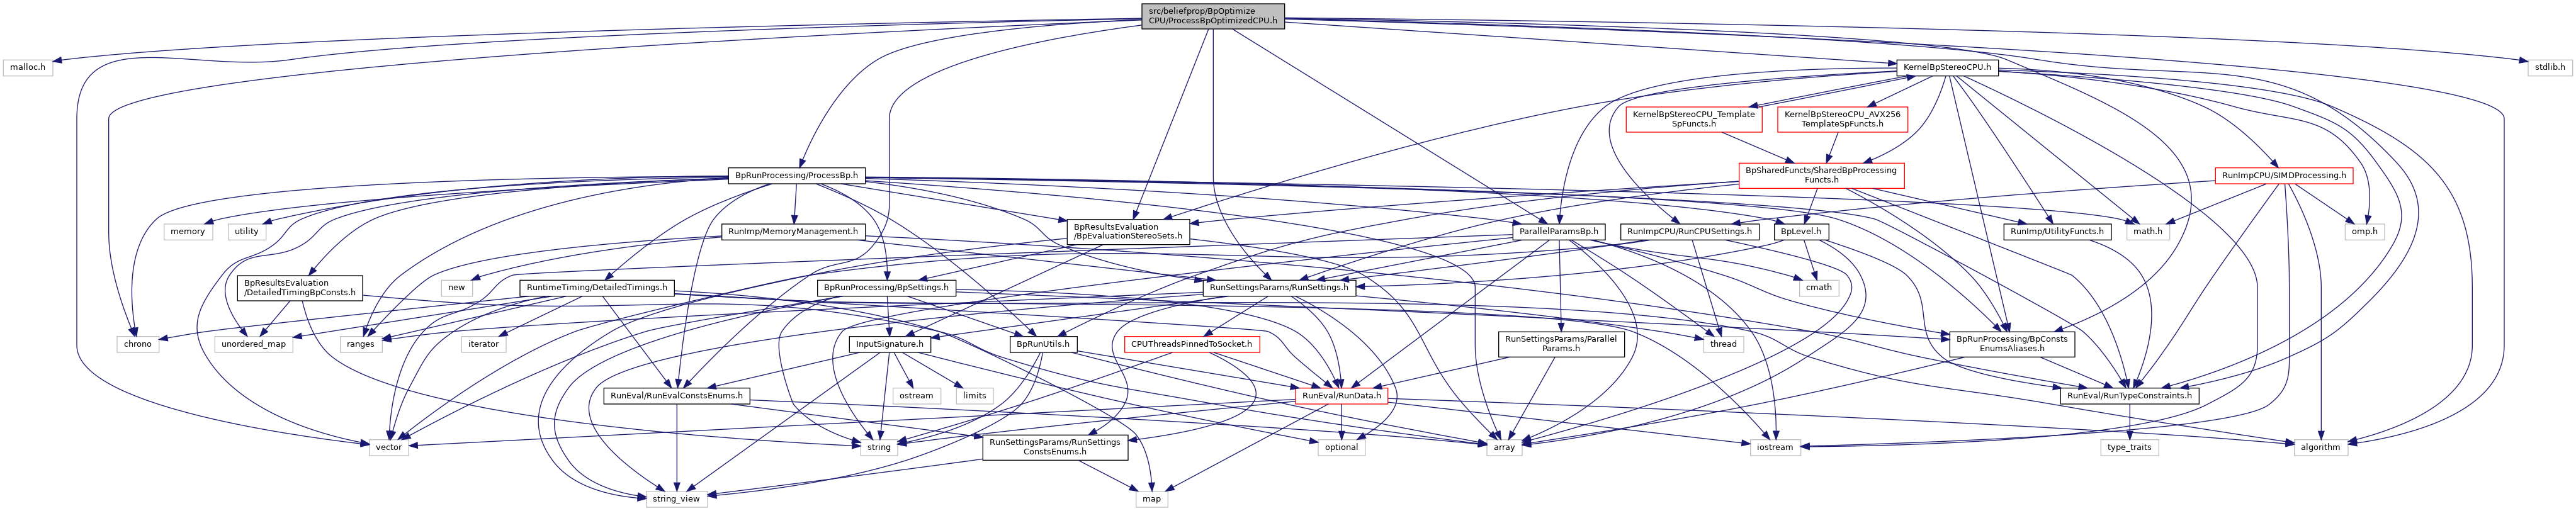 src/beliefprop/BpOptimize
CPU/ProcessBpOptimizedCPU.h
malloc.h
KernelBpStereoCPU.h
stdlib.h
KernelBpStereoCPU_Template
SpFuncts.h
KernelBpStereoCPU_AVX256
TemplateSpFuncts.h
BpRunProcessing/ProcessBp.h
BpSharedFuncts/SharedBpProcessing
Functs.h
RunImpCPU/SIMDProcessing.h
memory
utility
RunImp/MemoryManagement.h
BpResultsEvaluation
/BpEvaluationStereoSets.h
ParallelParamsBp.h
RunImpCPU/RunCPUSettings.h
BpLevel.h
RunImp/UtilityFuncts.h
math.h
omp.h
BpResultsEvaluation
/DetailedTimingBpConsts.h
new
RuntimeTiming/DetailedTimings.h
BpRunProcessing/BpSettings.h
RunSettingsParams/RunSettings.h
cmath
chrono
unordered_map
ranges
iterator
InputSignature.h
BpRunUtils.h
CPUThreadsPinnedToSocket.h
RunSettingsParams/Parallel
Params.h
thread
BpRunProcessing/BpConsts
EnumsAliases.h
RunEval/RunEvalConstsEnums.h
ostream
limits
RunEval/RunData.h
RunEval/RunTypeConstraints.h
vector
string
RunSettingsParams/RunSettings
ConstsEnums.h
optional
array
iostream
type_traits
algorithm
string_view
map